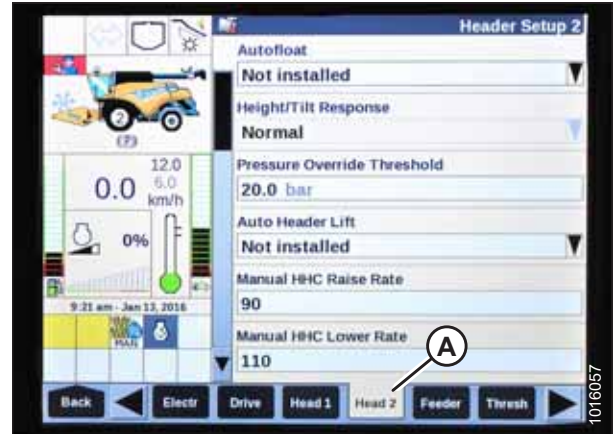 Header Setup 2
Autofloat
Not installed
Height/Tilt Response
Normal
Pressure Override Threshold
20.0 bar
Auto Header Lift
Not installed
Manual HHC Raise Rate
90
Manual HHC Lower Rate
110
2
(P)
12.0
0.0 6.0
km/h
0%
9:21 am - Jan 13, 2016
MAN
A
Back Electr Drive Head 1 Head 2 Feeder Thresh
1016057